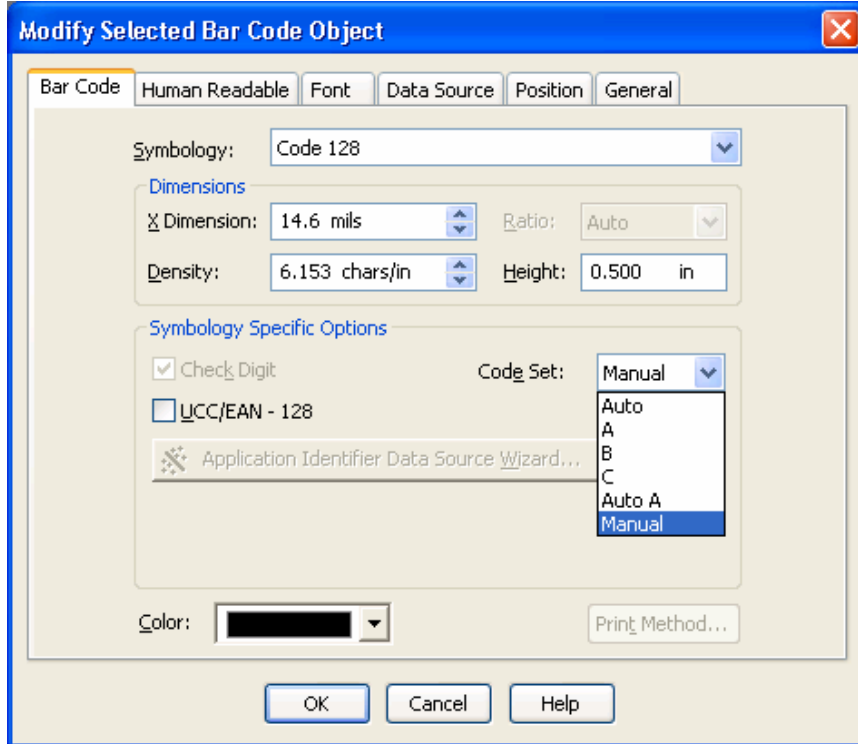 Modify Selected Bar Code Object
Bar Code Human Readable Font Data Source Position General
Symbology: Code 128
Dimensions
X Dimension: 14.6 mils Ratio: Auto
Density: 6.153 chars/in Height: 0.500 in
Symbology Specific Options
Check Digit Code Set: Manual
UCC/EAN - 128 Auto
A
Application Identifier Data Source Wizard... B
C
Auto A
Manual
Color: Print Method...
OK Cancel Help